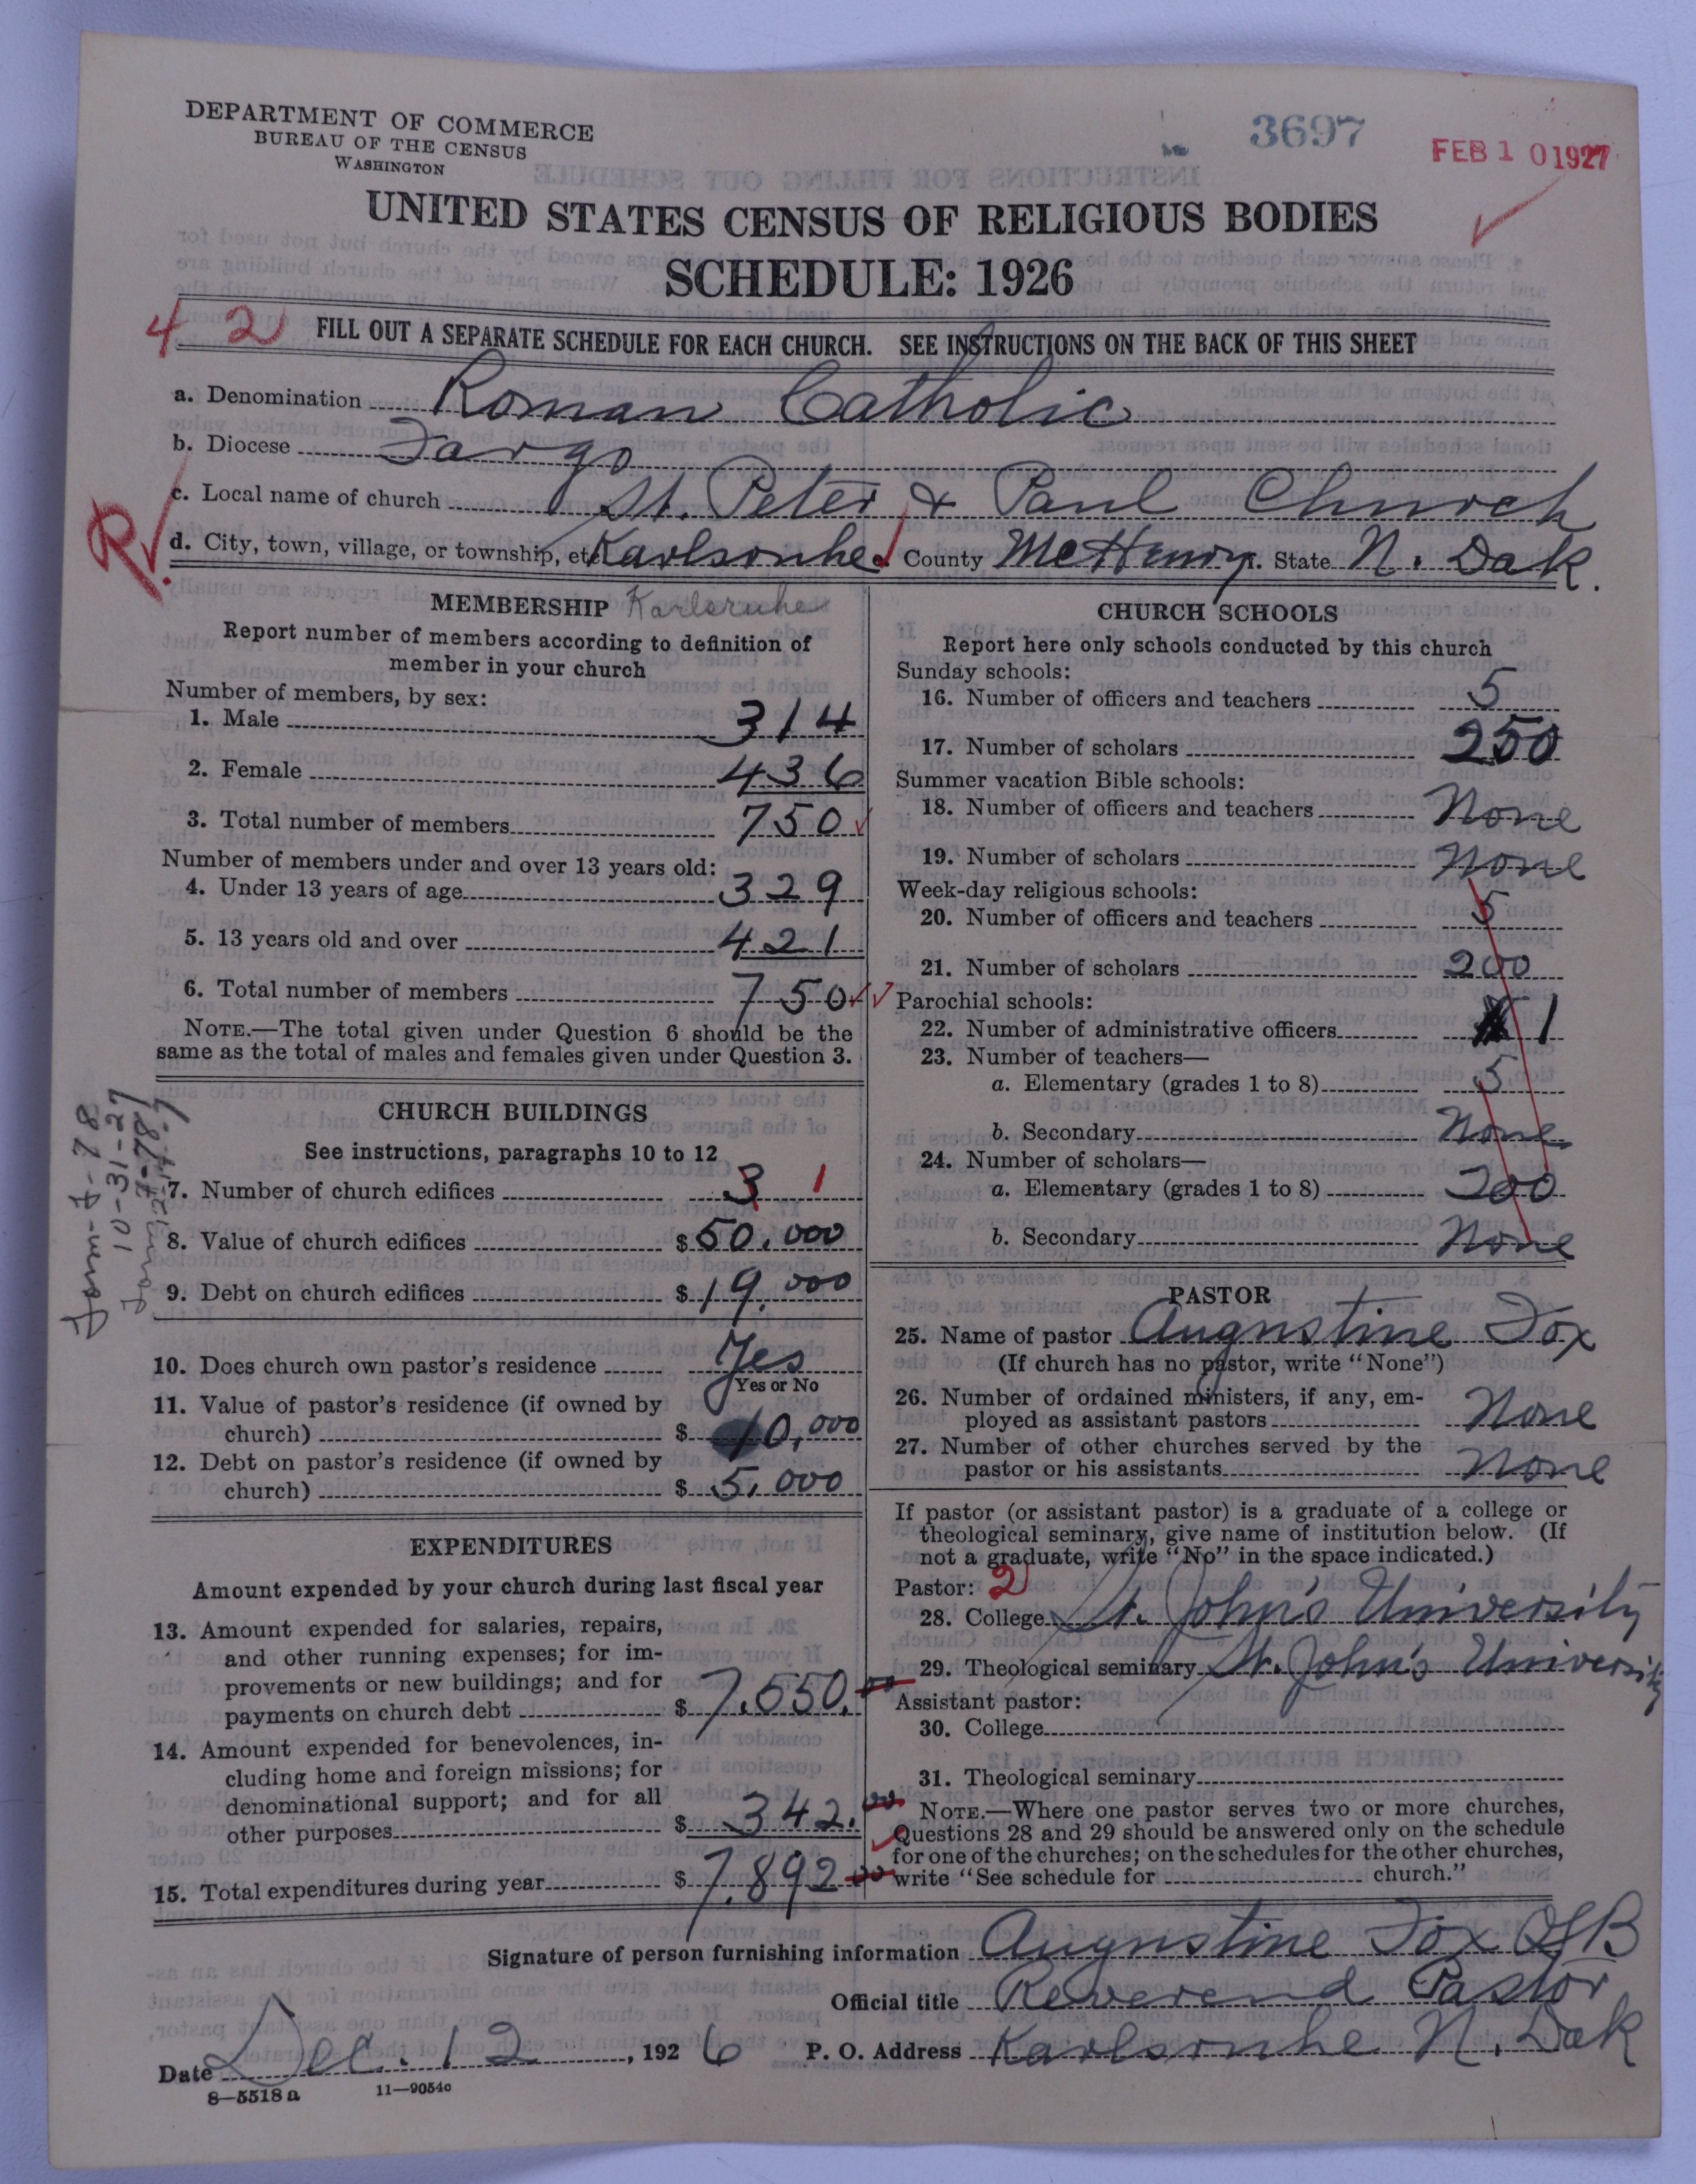 DEPARTMENT OF COMMERCE
BUREAU OF THE CENSUS
WASHINGTON
3697
FEB 10 1927
UNITED STATES CENSUS OF RELIGIOUS BODIES
SCHEDULE: 1926
4 2
FILL OUT A SEPARATE SCHEDULE FOR EACH CHURCH. SEE INSTRUCTIONS ON THE BACK OF THIS SHEET
a. Denomination Roman Catholic
b. Diocese Fargo
c. Local name of church St. Peter & Paul Church
R
d. City, town, village, or township, etc. Karlsruhe County McHenry. State N. Dak.
MEMBERSHIP Karlsruhe
Report number of members according to definition of
member in your church
Number of members, by sex:
1. Male 314
2. Female 436
3. Total number of members 750
Number of members under and over 13 years old:
4. Under 13 years of age 329
5. 13 years old and over 421
6. Total number of members 750
NOTE.—The total given under Question 6 should be the
same as the total of males and females given under Question 3.
CHURCH BUILDINGS
See instructions, paragraphs 10 to 12
7. Number of church edifices 3 1
8. Value of church edifices $50,000
9. Debt on church edifices $19,000
10. Does church own pastor's residence Yes
Yes or No
11. Value of pastor's residence (if owned by
church) $ 10,000
12. Debt on pastor's residence (if owned by
church) $ 5,000
Form J-78
10-31-27
EXPENDITURES
Amount expended by your church during last fiscal year
13. Amount expended for salaries, repairs,
and other running expenses; for im-
provements or new buildings; and for
payments on church debt $ 7,550.00
14. Amount expended for benevolences, in-
cluding home and foreign missions; for
denominational support; and for all
other purposes $ 342.00
15. Total expenditures during year $ 7,892 00
CHURCH SCHOOLS
Report here only schools conducted by this church
Sunday schools:
16. Number of officers and teachers 5
17. Number of scholars 250
Summer vacation Bible schools:
18. Number of officers and teachers None
19. Number of scholars None
Week-day religious schools:
20. Number of officers and teachers 5
21. Number of scholars 200
Parochial schools:
22. Number of administrative officers 1
23. Number of teachers—
a. Elementary (grades 1 to 8) 5
b. Secondary None
24. Number of scholars—
a. Elementary (grades 1 to 8) 200
b. Secondary None
PASTOR
25. Name of pastor Augustine Fox
(If church has no pastor, write "None")
26. Number of ordained ministers, if any, em-
ployed as assistant pastors None
27. Number of other churches served by the
pastor or his assistants None
If pastor (or assistant pastor) is a graduate of a college or
theological seminary, give name of institution below. (If
not a graduate, write "No" in the space indicated.)
Pastor: 2
28. College St. John's University
29. Theological seminary St. John's University
Assistant pastor:
30. College
31. Theological seminary
NOTE.—Where one pastor serves two or more churches,
Questions 28 and 29 should be answered only on the schedule
for one of the churches; on the schedules for the other churches,
write "See schedule for church."
Signature of person furnishing information Augustine Fox OSB
Official title Reverend Pastor
Date Dec. 12, 1926 P. O. Address Karlsruhe N. Dak
8—5518a 11—9054c